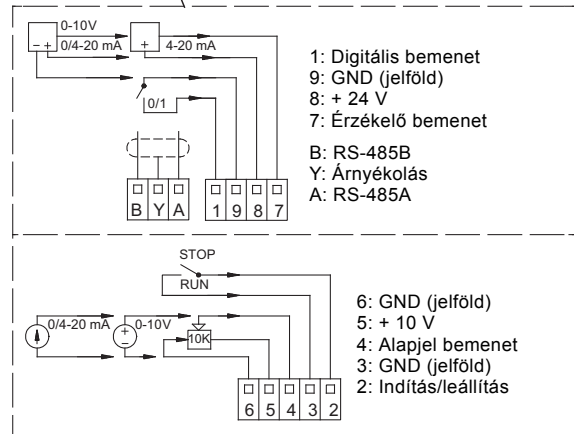 0-10V
- +
0/4-20 mA
+
4-20 mA
0/1
B Y A
1 9 8 7
1: Digitális bemenet
9: GND (jelföld)
8: + 24 V
7: Érzékelő bemenet
B: RS-485B
Y: Árnyékolás
A: RS-485A
STOP
RUN
0/4-20 mA
+
-
0-10V
10K
6 5 4 3 2
6: GND (jelföld)
5: + 10 V
4: Alapjel bemenet
3: GND (jelföld)
2: Indítás/leállítás